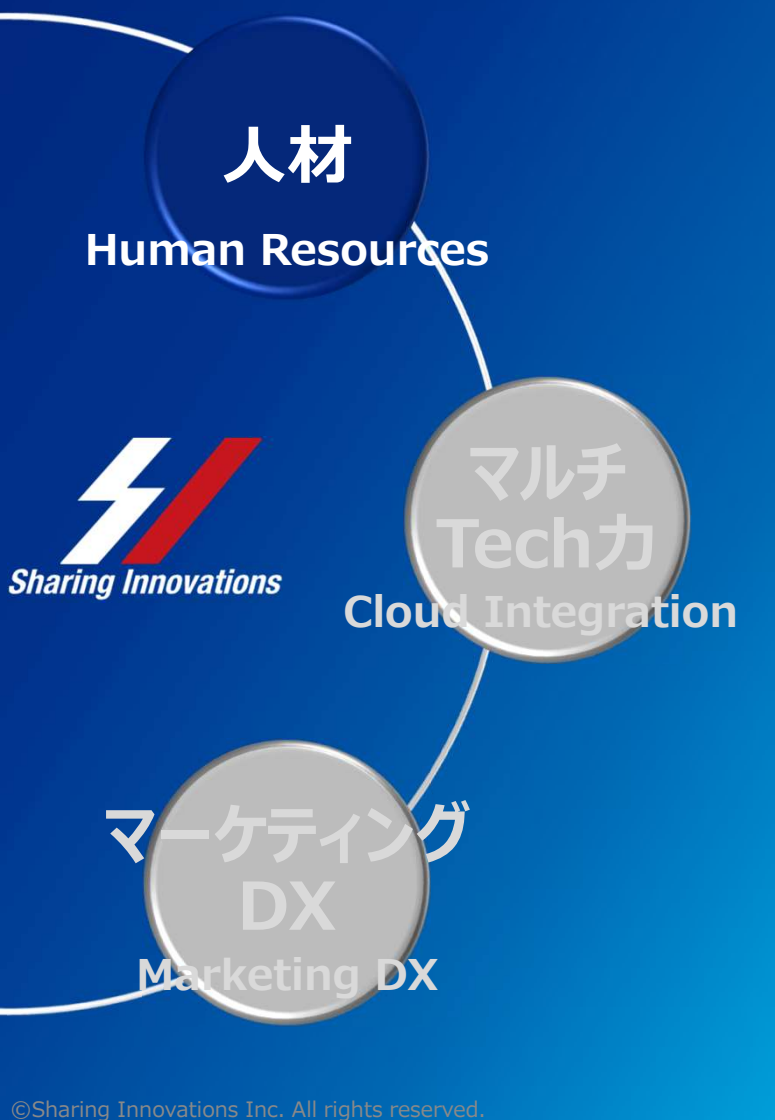 人材
Human Resources
マルチ
Tech力
Cloud Integration
Sharing Innovations
マーケティング
DX
Marketing DX
©Sharing Innovations Inc. All rights reserved.